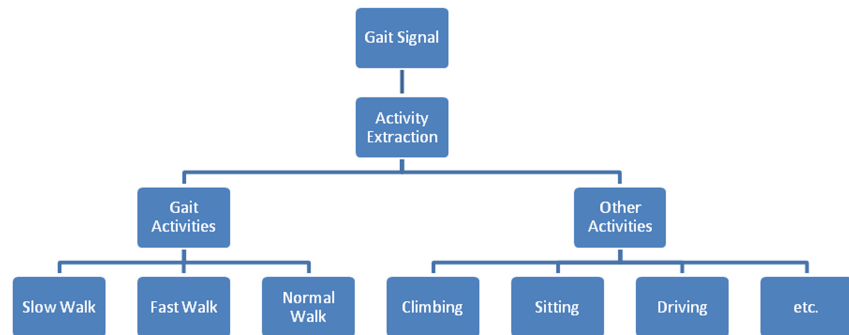 Gait Signal
Activity
Extraction
Gait
Activities
Other
Activities
Slow Walk
Fast Walk
Normal
Walk
Climbing
Sitting
Driving
etc.